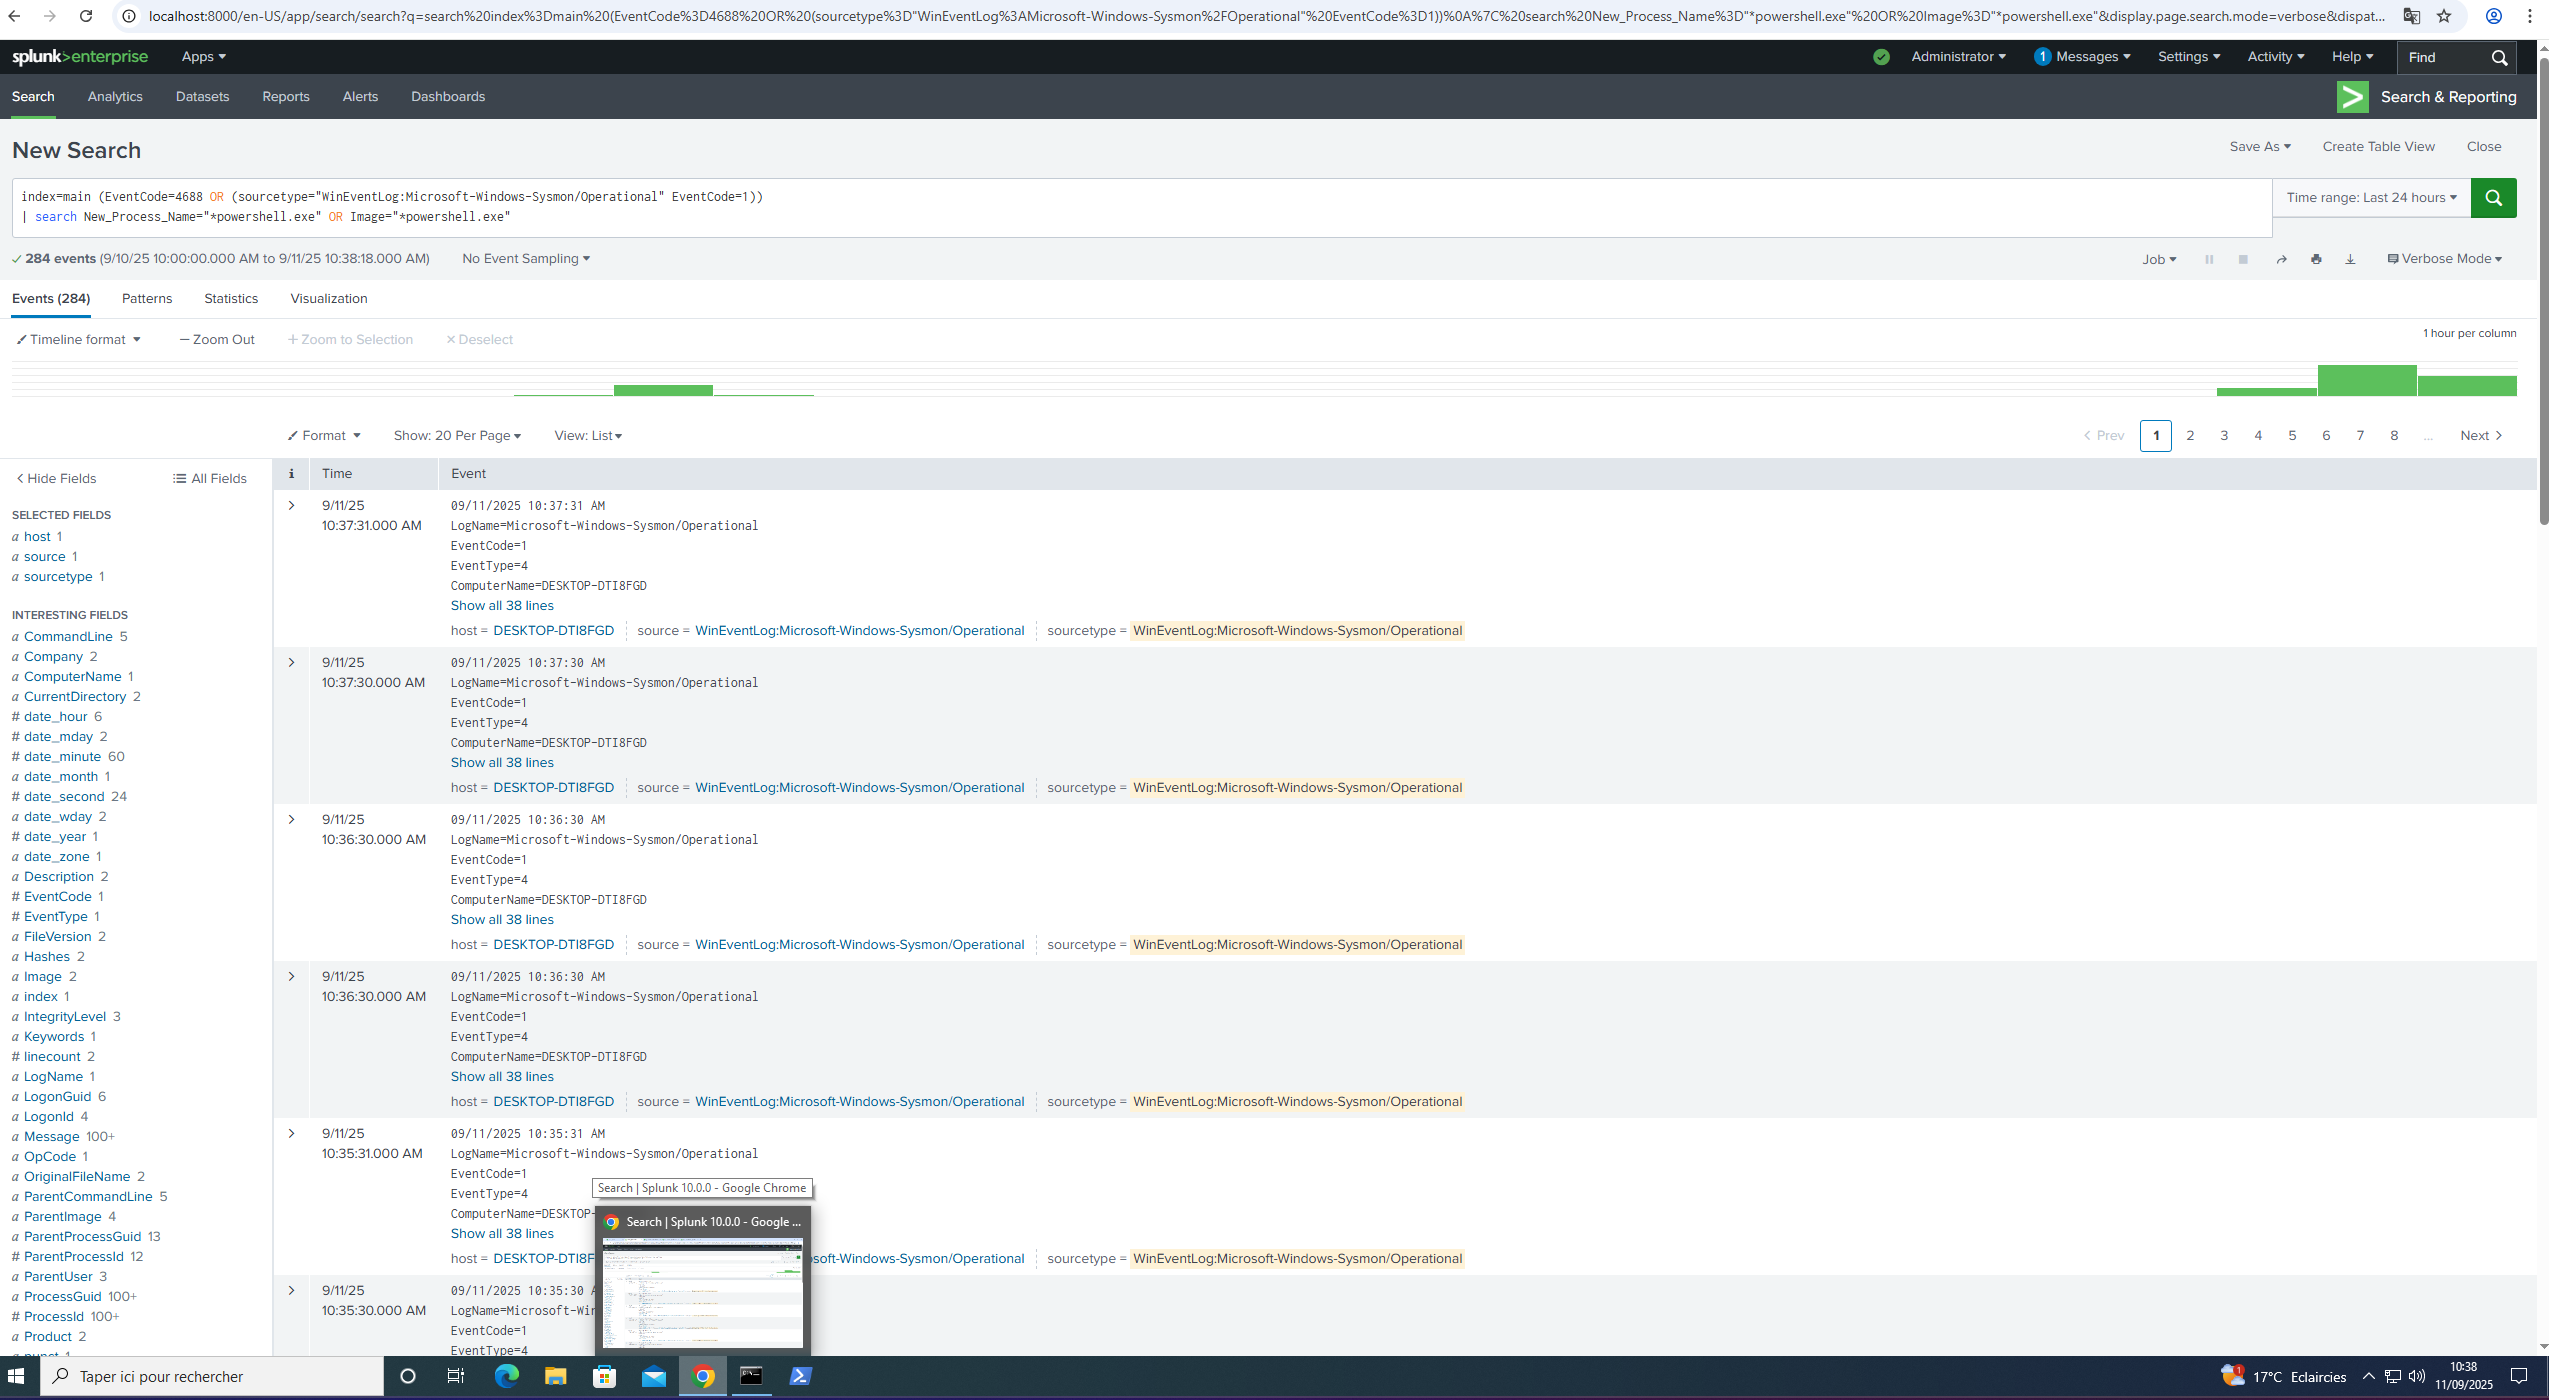 localhost:8000/en-US/app/search/search?q=search%20index%3Dmain%20(EventCode%3D4688%20OR%20(sourcetype%3D"WinEventLog%3AMicrosoft-Windows-Sysmon%2FOperational"%20EventCode%3D1))%0A%7C%20search%20New_Process_Name%3D"*powershell.exe"%20OR%20Image%3D"*powershell.exe"&display.page.search.mode=verbose&dispat...
splunk>enterprise Apps Administrator 1 Messages Settings Activity Help Find
Search Analytics Datasets Reports Alerts Dashboards Search & Reporting
New Search Save As Create Table View Close
index=main (EventCode=4688 OR (sourcetype="WinEventLog:Microsoft-Windows-Sysmon/Operational" EventCode=1))
| search New_Process_Name="*powershell.exe" OR Image="*powershell.exe"
Time range: Last 24 hours
284 events (9/10/25 10:00:00.000 AM to 9/11/25 10:38:18.000 AM) No Event Sampling Job Verbose Mode
Events (284) Patterns Statistics Visualization
Timeline format — Zoom Out + Zoom to Selection × Deselect 1 hour per column
Format Show: 20 Per Page View: List < Prev 1 2 3 4 5 6 7 8 ... Next >
< Hide Fields All Fields
SELECTED FIELDS
a host 1
a source 1
a sourcetype 1
INTERESTING FIELDS
a CommandLine 5
a Company 2
a ComputerName 1
a CurrentDirectory 2
# date_hour 6
# date_mday 2
# date_minute 60
a date_month 1
# date_second 24
a date_wday 2
# date_year 1
a date_zone 1
a Description 2
# EventCode 1
# EventType 1
a FileVersion 2
a Hashes 2
a Image 2
a index 1
a IntegrityLevel 3
a Keywords 1
# linecount 2
a LogName 1
a LogonGuid 6
a LogonId 4
a Message 100+
a OpCode 1
a OriginalFileName 2
a ParentCommandLine 5
a ParentImage 4
a ParentProcessGuid 13
# ParentProcessId 12
a ParentUser 3
a ProcessGuid 100+
# ProcessId 100+
a Product 2
a punct 1
i Time Event
9/11/25 10:37:31.000 AM
09/11/2025 10:37:31 AM
LogName=Microsoft-Windows-Sysmon/Operational
EventCode=1
EventType=4
ComputerName=DESKTOP-DTI8FGD
Show all 38 lines
host = DESKTOP-DTI8FGD source = WinEventLog:Microsoft-Windows-Sysmon/Operational sourcetype = WinEventLog:Microsoft-Windows-Sysmon/Operational
9/11/25 10:37:30.000 AM
09/11/2025 10:37:30 AM
LogName=Microsoft-Windows-Sysmon/Operational
EventCode=1
EventType=4
ComputerName=DESKTOP-DTI8FGD
Show all 38 lines
host = DESKTOP-DTI8FGD source = WinEventLog:Microsoft-Windows-Sysmon/Operational sourcetype = WinEventLog:Microsoft-Windows-Sysmon/Operational
9/11/25 10:36:30.000 AM
09/11/2025 10:36:30 AM
LogName=Microsoft-Windows-Sysmon/Operational
EventCode=1
EventType=4
ComputerName=DESKTOP-DTI8FGD
Show all 38 lines
host = DESKTOP-DTI8FGD source = WinEventLog:Microsoft-Windows-Sysmon/Operational sourcetype = WinEventLog:Microsoft-Windows-Sysmon/Operational
9/11/25 10:36:30.000 AM
09/11/2025 10:36:30 AM
LogName=Microsoft-Windows-Sysmon/Operational
EventCode=1
EventType=4
ComputerName=DESKTOP-DTI8FGD
Show all 38 lines
host = DESKTOP-DTI8FGD source = WinEventLog:Microsoft-Windows-Sysmon/Operational sourcetype = WinEventLog:Microsoft-Windows-Sysmon/Operational
9/11/25 10:35:31.000 AM
09/11/2025 10:35:31 AM
LogName=Microsoft-Windows-Sysmon/Operational
EventCode=1
EventType=4
ComputerName=DESKTOP-
Show all 38 lines
host = DESKTOP-DTI8F soft-Windows-Sysmon/Operational sourcetype = WinEventLog:Microsoft-Windows-Sysmon/Operational
9/11/25 10:35:30.000 AM
09/11/2025 10:35:30
LogName=Microsoft-Wi
EventCode=1
EventType=4
Search | Splunk 10.0.0 - Google Chrome
Search | Splunk 10.0.0 - Google ...
Taper ici pour rechercher
1 17°C Eclaircies 10:38
11/09/2025